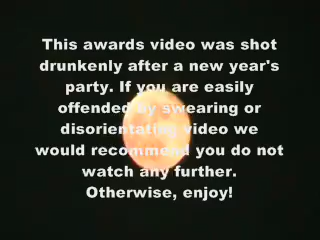 This awards video was shot
drunkenly after a new year's
party. If you are easily
offended by swearing or
disorientating video we
would recommend you do not
watch any further.
Otherwise, enjoy!